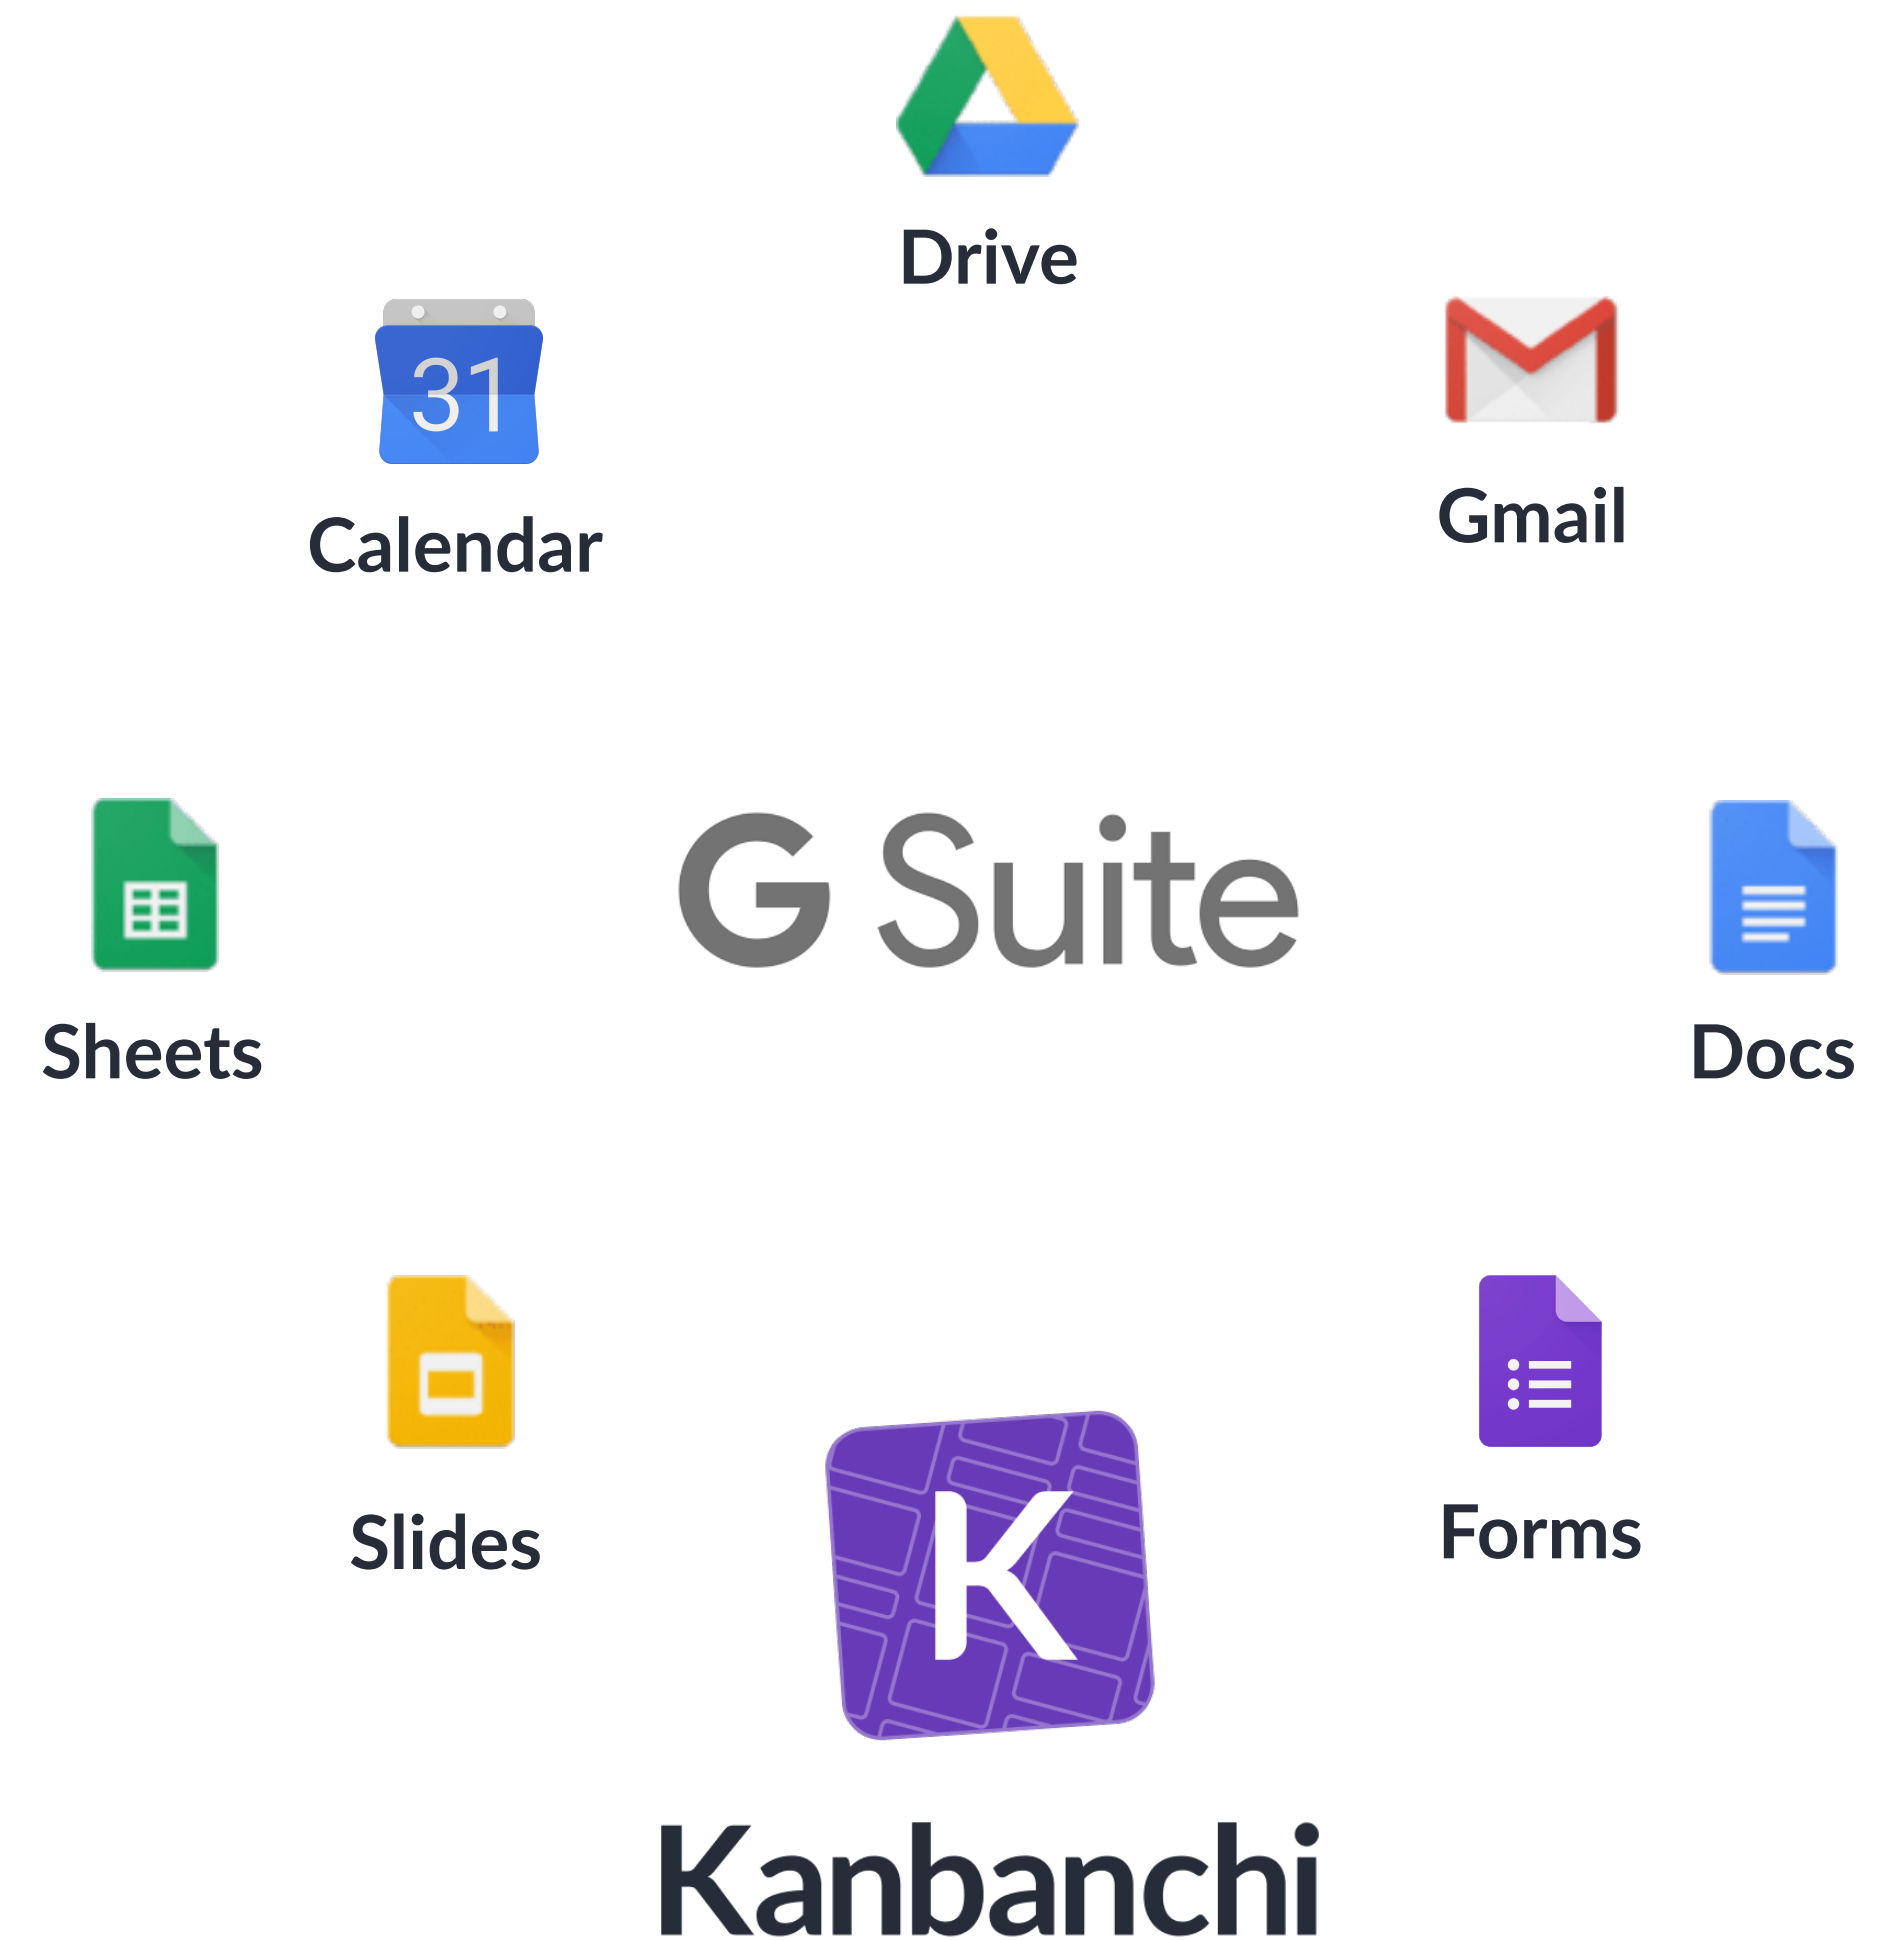 Drive
31
Calendar
Gmail
G Suite
Sheets
Docs
Slides
Forms
K
Kanbanchi